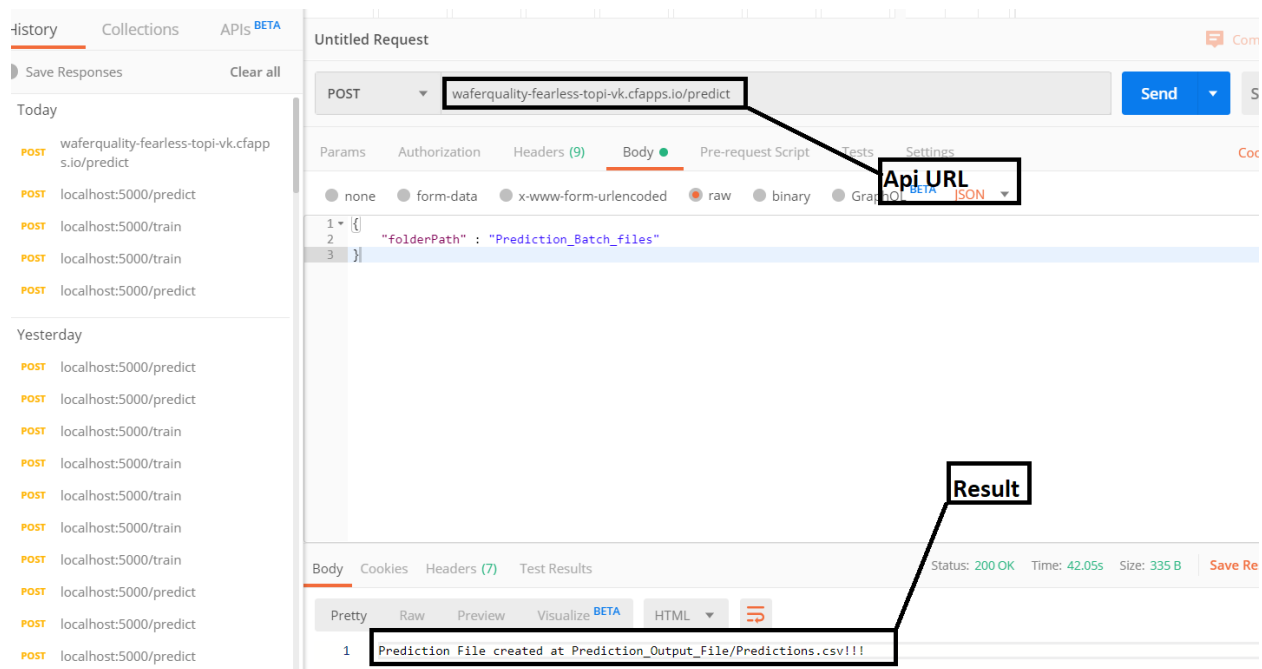 History Collections APIs BETA
Save Responses Clear all
Today
POST waferquality-fearless-topi-vk.cfapp
s.io/predict
POST localhost:5000/predict
POST localhost:5000/train
POST localhost:5000/train
POST localhost:5000/predict
Yesterday
POST localhost:5000/predict
POST localhost:5000/predict
POST localhost:5000/train
POST localhost:5000/train
POST localhost:5000/train
POST localhost:5000/train
POST localhost:5000/train
POST localhost:5000/predict
POST localhost:5000/predict
POST localhost:5000/predict
Untitled Request Com
POST waferquality-fearless-topi-vk.cfapps.io/predict Send S
Params Authorization Headers (9) Body Pre-request Script Tests Settings Coo
Api URL
none form-data x-www-form-urlencoded raw binary GraphQL BETA JSON
1 {
2 "folderPath" : "Prediction_Batch_files"
3 }
Result
Body Cookies Headers (7) Test Results Status: 200 OK Time: 42.05s Size: 335 B Save Re
Pretty Raw Preview Visualize BETA HTML
1 Prediction File created at Prediction_Output_File/Predictions.csv!!!